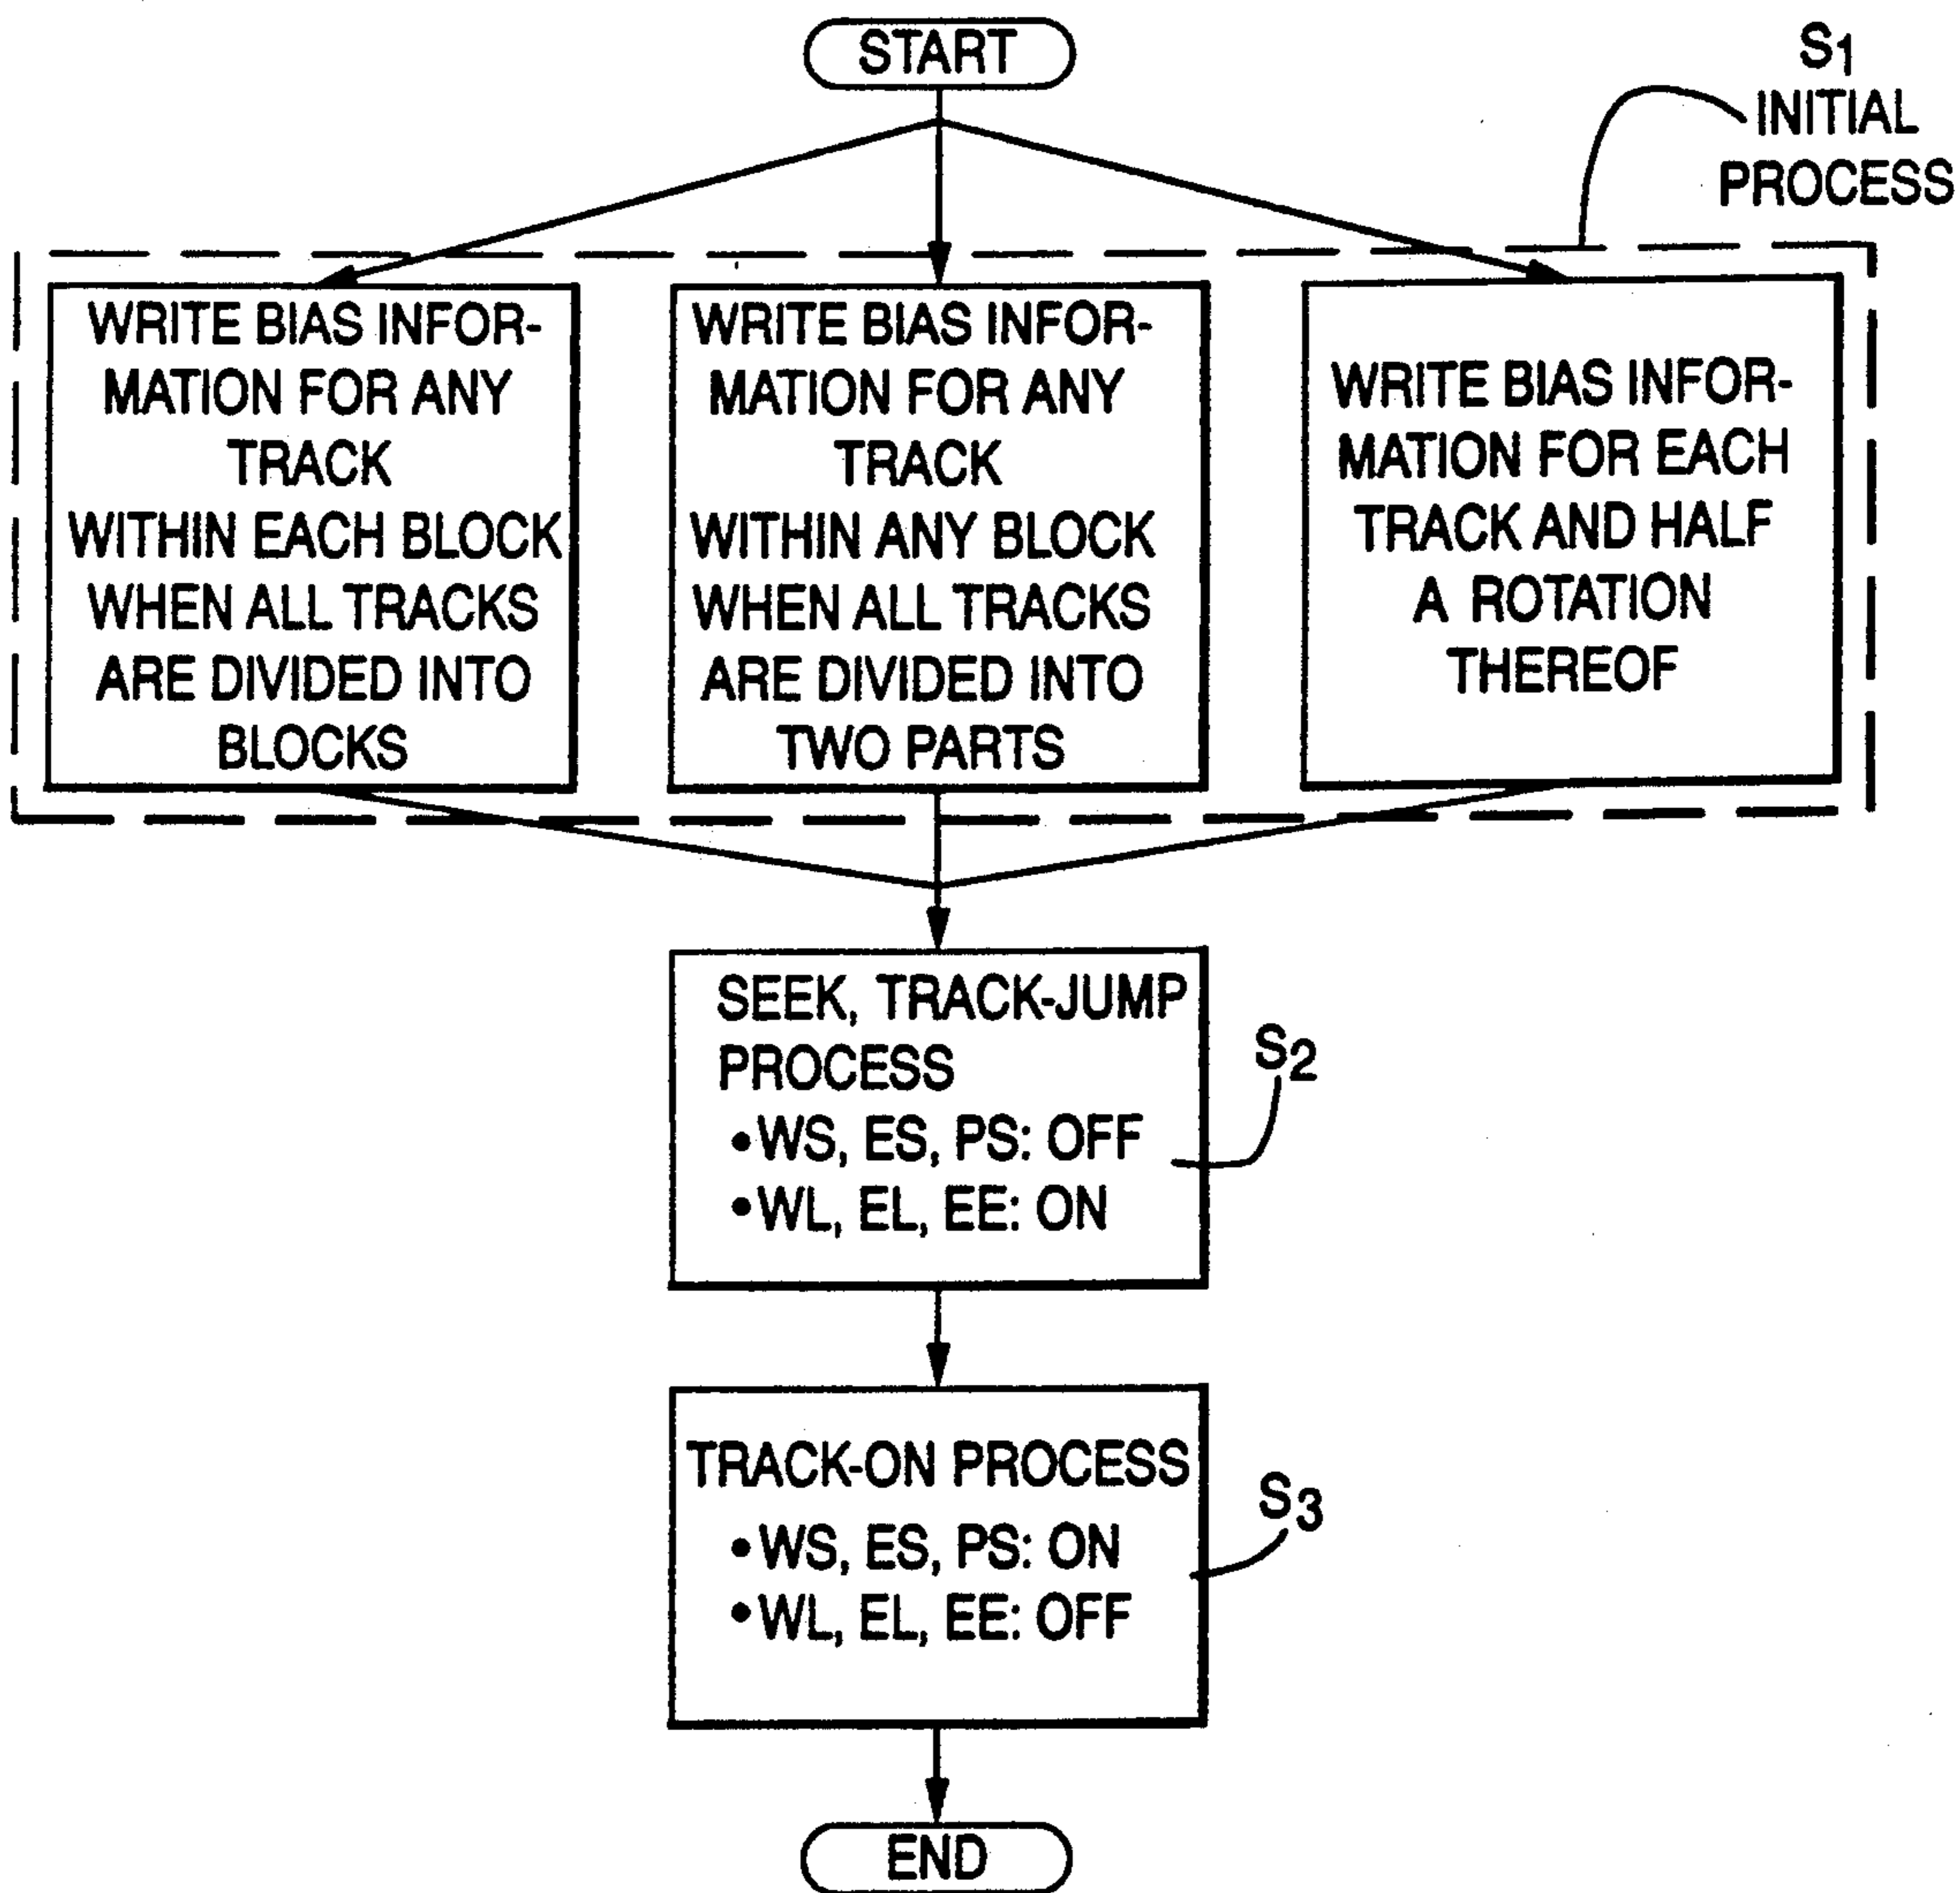 START
S1
INITIAL
PROCESS
WRITE BIAS INFOR-
MATION FOR ANY
TRACK
WITHIN EACH BLOCK
WHEN ALL TRACKS
ARE DIVIDED INTO
BLOCKS
WRITE BIAS INFOR-
MATION FOR ANY
TRACK
WITHIN ANY BLOCK
WHEN ALL TRACKS
ARE DIVIDED INTO
TWO PARTS
WRITE BIAS INFOR-
MATION FOR EACH
TRACK AND HALF
A ROTATION
THEREOF
SEEK, TRACK-JUMP
PROCESS
•WS, ES, PS: OFF
•WL, EL, EE: ON
S2
TRACK-ON PROCESS
•WS, ES, PS: ON
•WL, EL, EE: OFF
S3
END